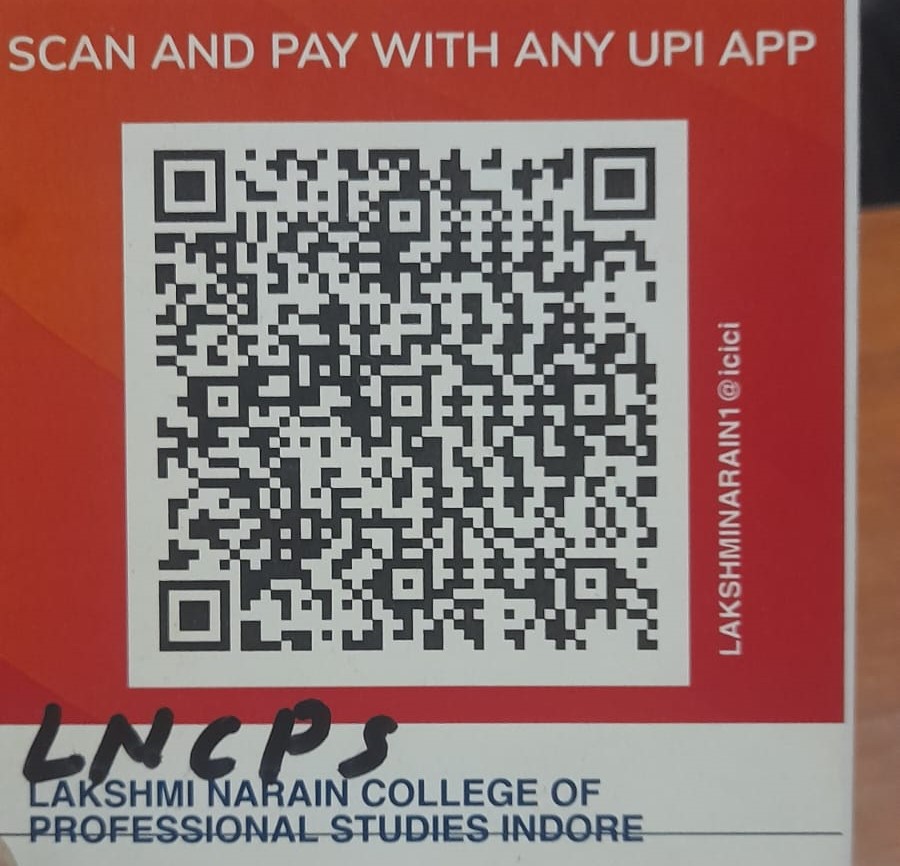 SCAN AND PAY WITH ANY UPI APP
LAKSHMINARAIN1@icici
LNCPS
LAKSHMI NARAIN COLLEGE OF
PROFESSIONAL STUDIES INDORE